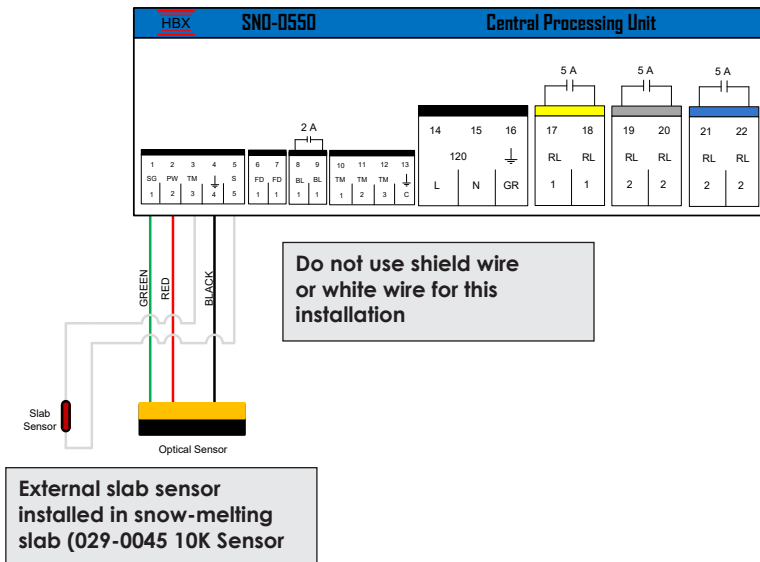 HBX SNO-0550 Central Processing Unit
5 A 5 A 5 A
2 A
14 15 16 17 18 19 20 21 22
120 RL RL RL RL RL RL
L N GR 1 1 2 2 2 2
1 2 3 4 5 6 7 8 9 10 11 12 13
SG PW TM S FD FD BL BL TM TM TM
1 2 3 4 5 1 1 1 1 1 2 3 C
GREEN
RED
BLACK
Do not use shield wire
or white wire for this
installation
Slab
Sensor
Optical Sensor
External slab sensor
installed in snow-melting
slab (029-0045 10K Sensor